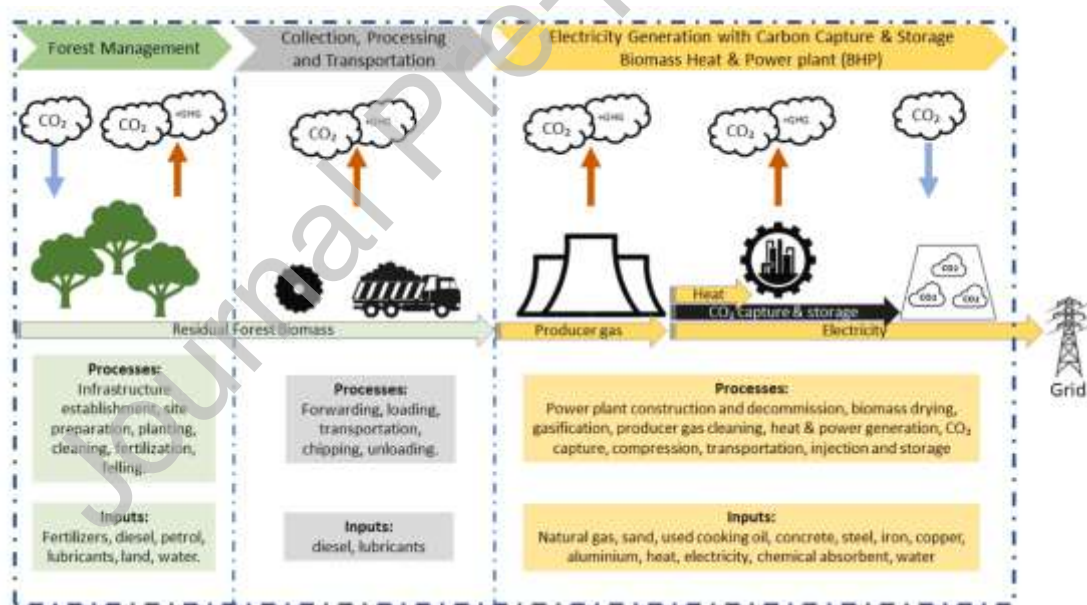 Forest Management
Collection, Processing
and Transportation
Electricity Generation with Carbon Capture & Storage
Biomass Heat & Power plant (BHP)
CO₂
CO₂
+GHG
CO₂
+GHG
CO₂
+GHG
CO₂
+GHG
CO₂
CO₂
CO₂
CO₂
Heat
CO₂ capture & storage
Residual Forest Biomass
Producer gas
Electricity
Grid
Processes:
Infrastructure
establishment, site
preparation, planting,
cleaning, fertilization,
felling.
Processes:
Forwarding, loading,
transportation,
chipping, unloading.
Processes:
Power plant construction and decommission, biomass drying,
gasification, producer gas cleaning, heat & power generation, CO₂
capture, compression, transportation, injection and storage
Inputs:
Fertilizers, diesel, petrol,
lubricants, land, water.
Inputs:
diesel, lubricants
Inputs:
Natural gas, sand, used cooking oil, concrete, steel, iron, copper,
aluminium, heat, electricity, chemical absorbent, water
Journal Pre-